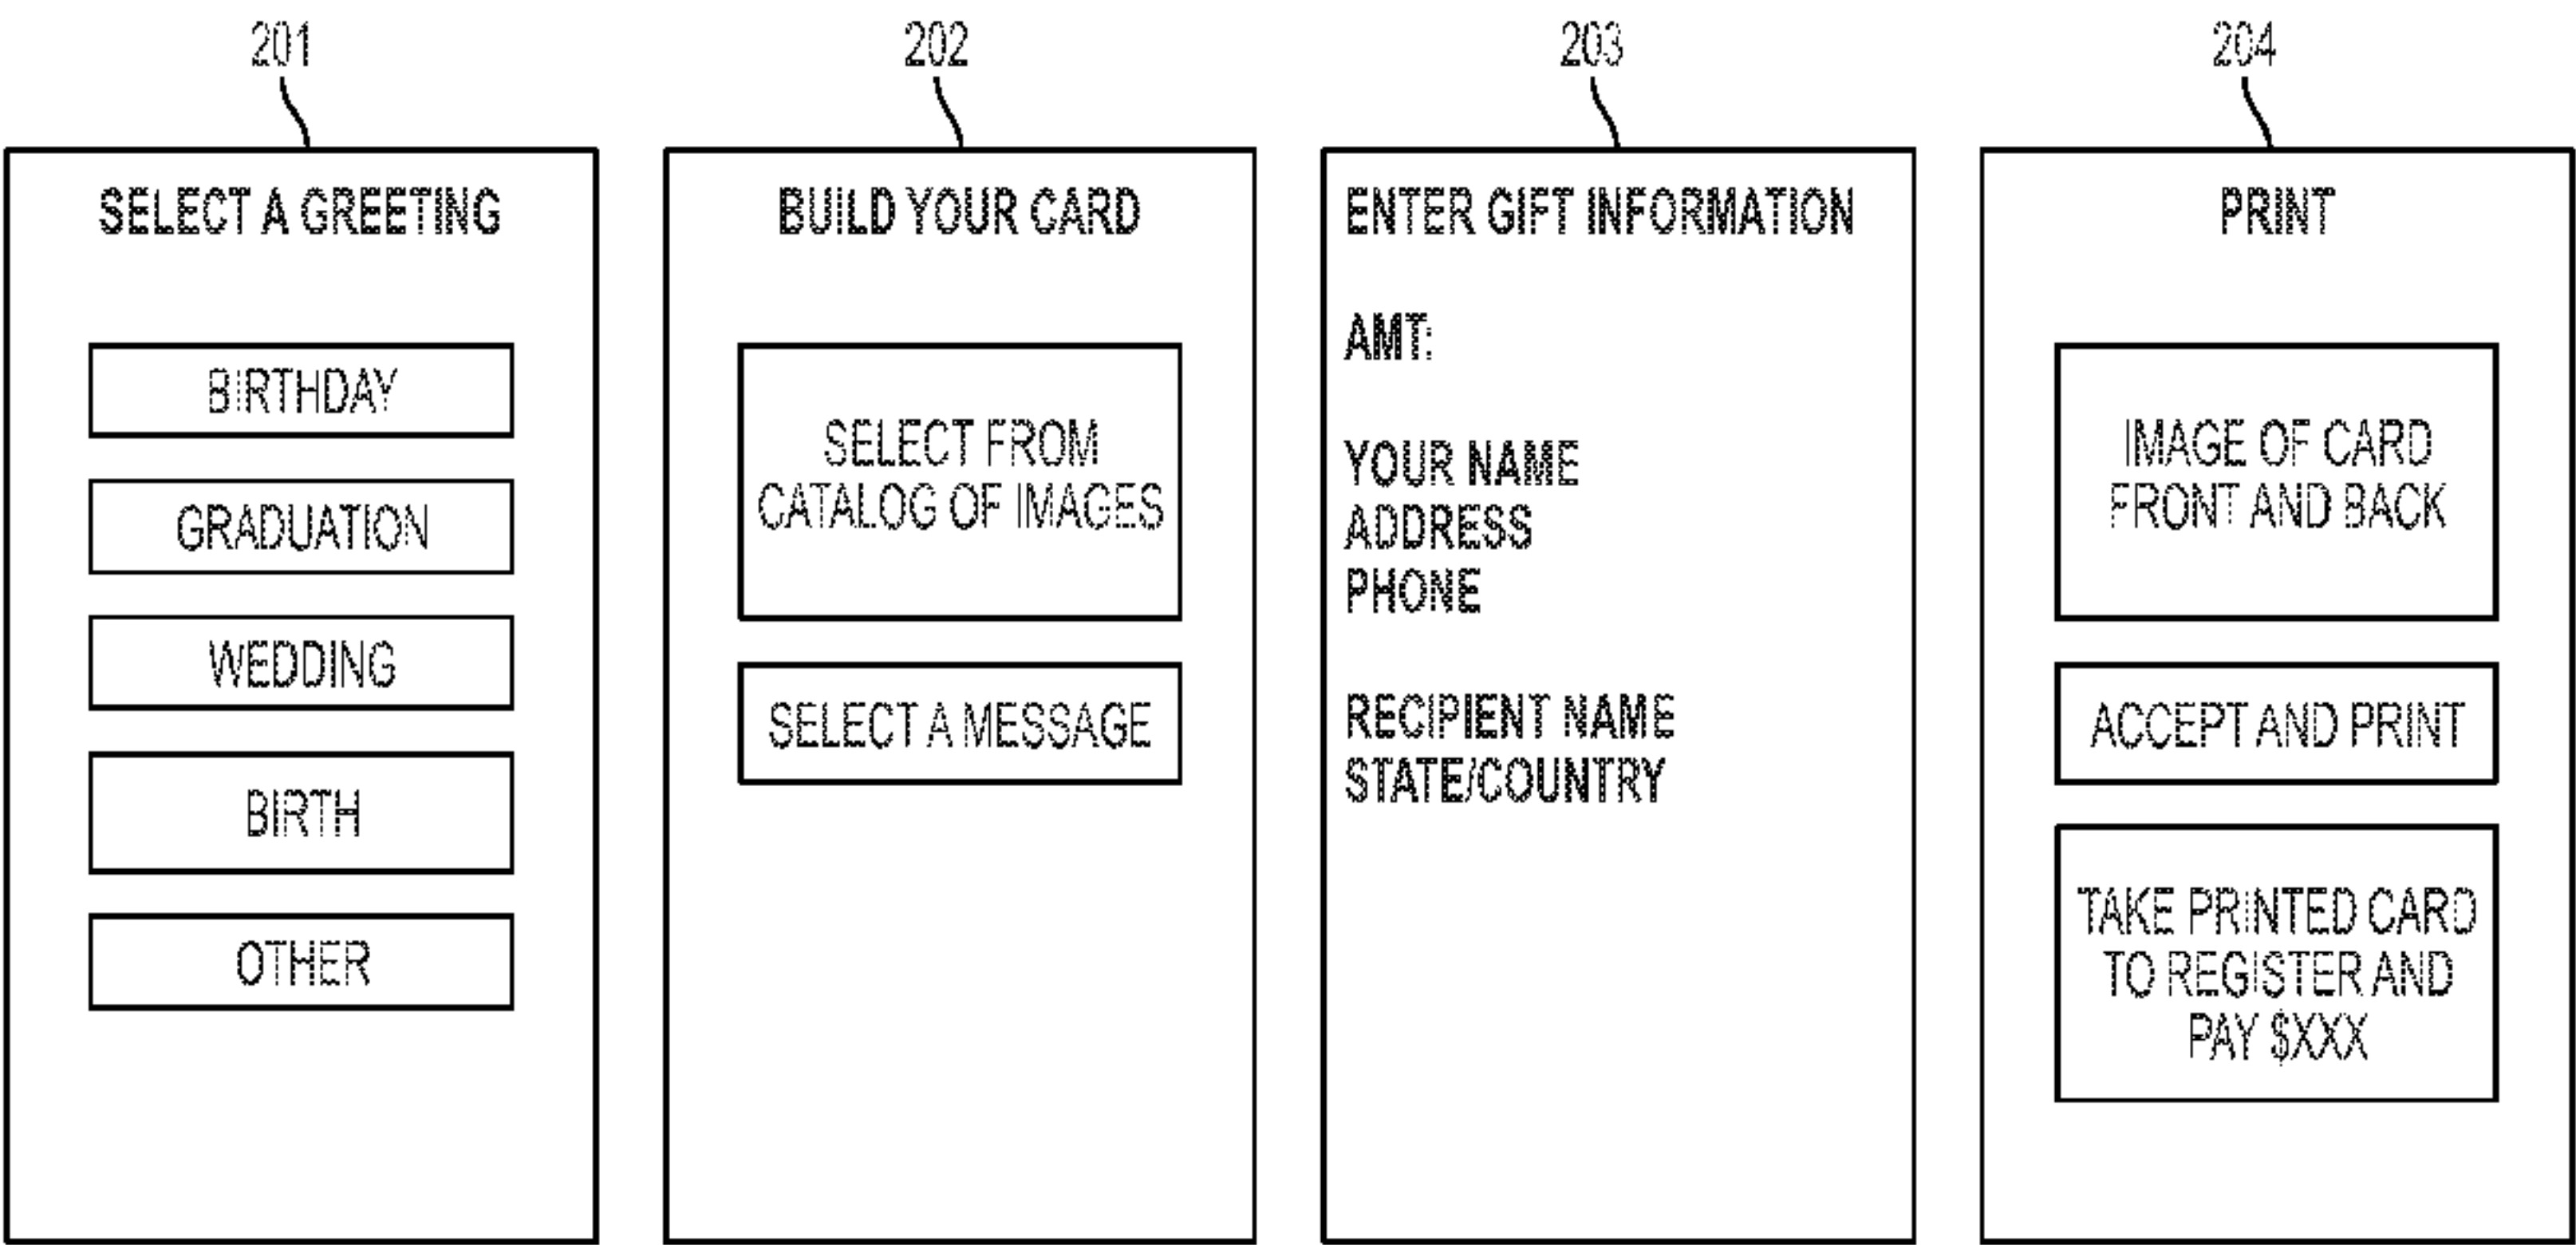 201
SELECT A GREETING
BIRTHDAY
GRADUATION
WEDDING
BIRTH
OTHER
202
BUILD YOUR CARD
SELECT FROM
CATALOG OF IMAGES
SELECT A MESSAGE
203
ENTER GIFT INFORMATION
AMT:
YOUR NAME
ADDRESS
PHONE
RECIPIENT NAME
STATE/COUNTRY
204
PRINT
IMAGE OF CARD
FRONT AND BACK
ACCEPT AND PRINT
TAKE PRINTED CARD
TO REGISTER AND
PAY $XXX